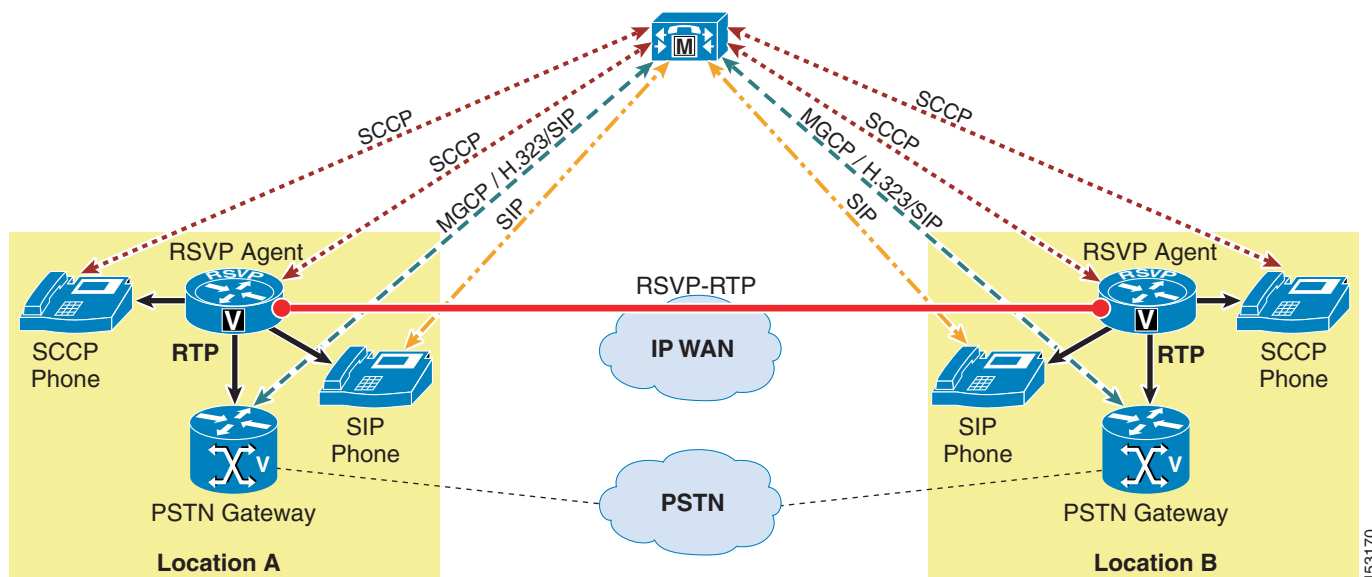 M
SCCP
SCCP
MGCP / H.323/SIP
SIP
SCCP
SCCP
MGCP / H.323/SIP
SIP
RSVP Agent
RSVP
V
SCCP
Phone
RTP
SIP
Phone
V
PSTN Gateway
Location A
RSVP-RTP
IP WAN
PSTN
RSVP Agent
RSVP
V
RTP
SCCP
Phone
SIP
Phone
V
PSTN Gateway
Location B
153170